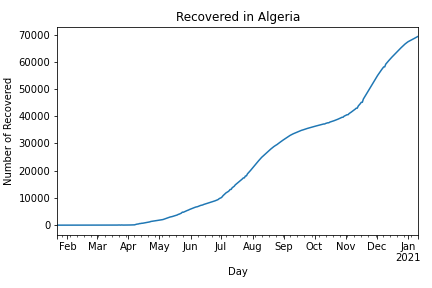 Recovered in Algeria
70000
60000
50000
40000
30000
20000
10000
0
Number of Recovered
Feb Mar Apr May Jun Jul Aug Sep Oct Nov Dec Jan
2021
Day